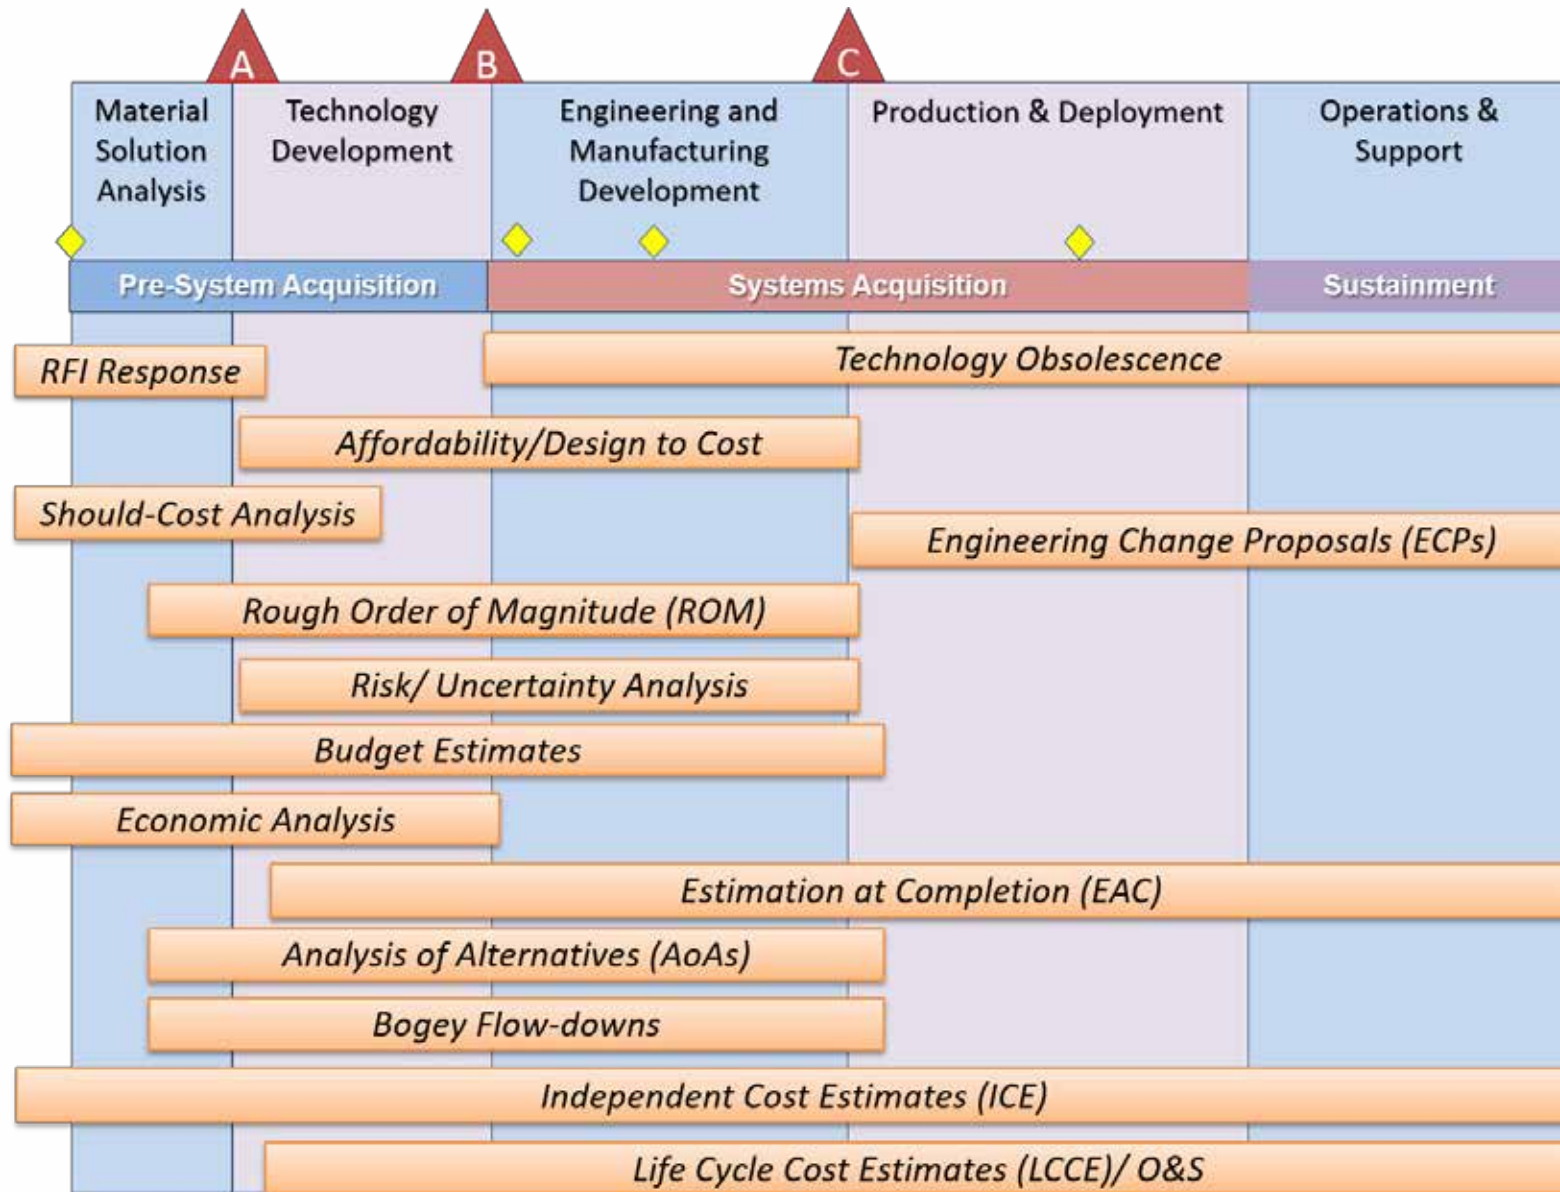 A
B
C
Material
Solution
Analysis
Technology
Development
Engineering and
Manufacturing
Development
Production & Deployment
Operations &
Support
Pre-System Acquisition
Systems Acquisition
Sustainment
RFI Response
Technology Obsolescence
Affordability/Design to Cost
Should-Cost Analysis
Engineering Change Proposals (ECPs)
Rough Order of Magnitude (ROM)
Risk/ Uncertainty Analysis
Budget Estimates
Economic Analysis
Estimation at Completion (EAC)
Analysis of Alternatives (AoAs)
Bogey Flow-downs
Independent Cost Estimates (ICE)
Life Cycle Cost Estimates (LCCE)/ O&S